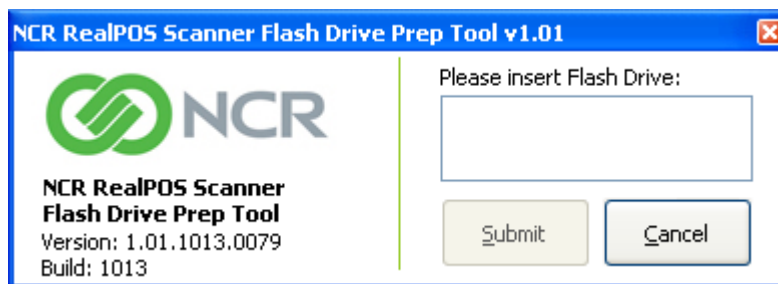 NCR RealPOS Scanner Flash Drive Prep Tool v1.01
NCR
NCR RealPOS Scanner
Flash Drive Prep Tool
Version: 1.01.1013.0079
Build: 1013
Please insert Flash Drive:
Submit
Cancel